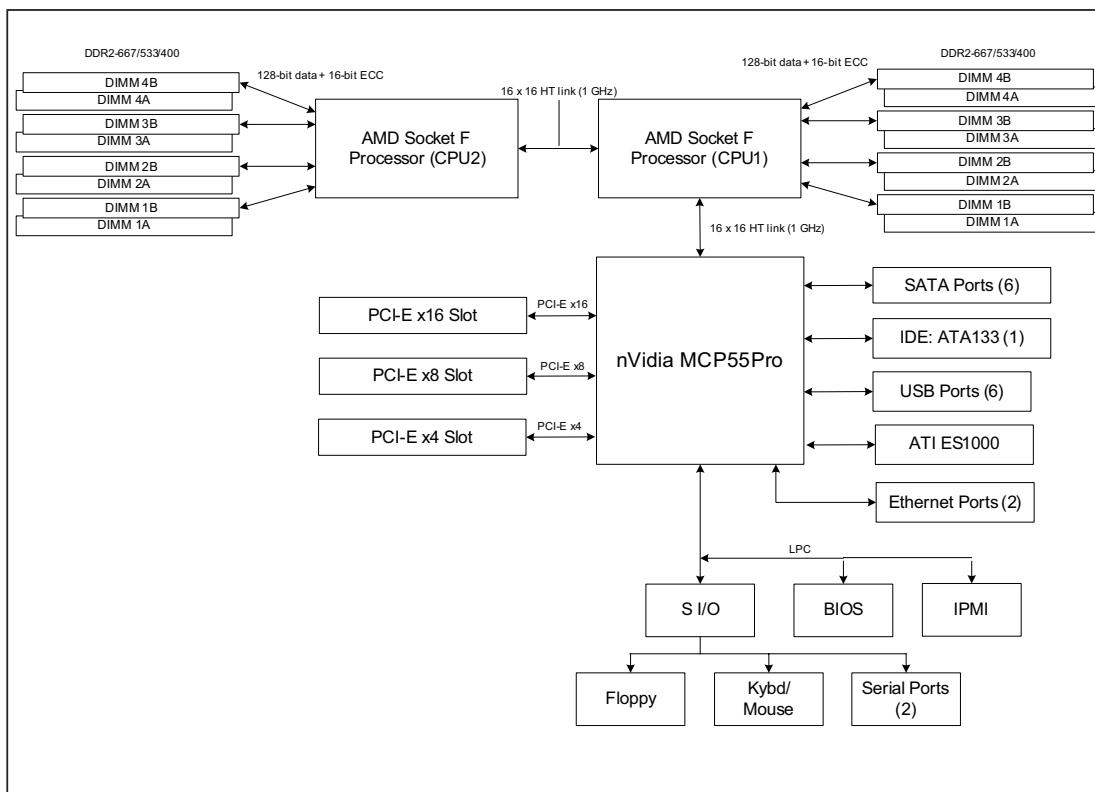 DDR2-667/533/400
DIMM 4B
DIMM 4A
DIMM 3B
DIMM 3A
DIMM 2B
DIMM 2A
DIMM 1B
DIMM 1A
128-bit data + 16-bit ECC
AMD Socket F
Processor (CPU2)
16 x 16 HT link (1 GHz)
AMD Socket F
Processor (CPU1)
128-bit data + 16-bit ECC
DDR2-667/533/400
DIMM 4B
DIMM 4A
DIMM 3B
DIMM 3A
DIMM 2B
DIMM 2A
DIMM 1B
DIMM 1A
16 x 16 HT link (1 GHz)
PCI-E x16 Slot
PCI-E x16
PCI-E x8 Slot
PCI-E x8
PCI-E x4 Slot
PCI-E x4
nVidia MCP55Pro
SATA Ports (6)
IDE: ATA133 (1)
USB Ports (6)
ATI ES1000
Ethernet Ports (2)
LPC
S I/O
BIOS
IPMI
Floppy
Kybd/
Mouse
Serial Ports
(2)